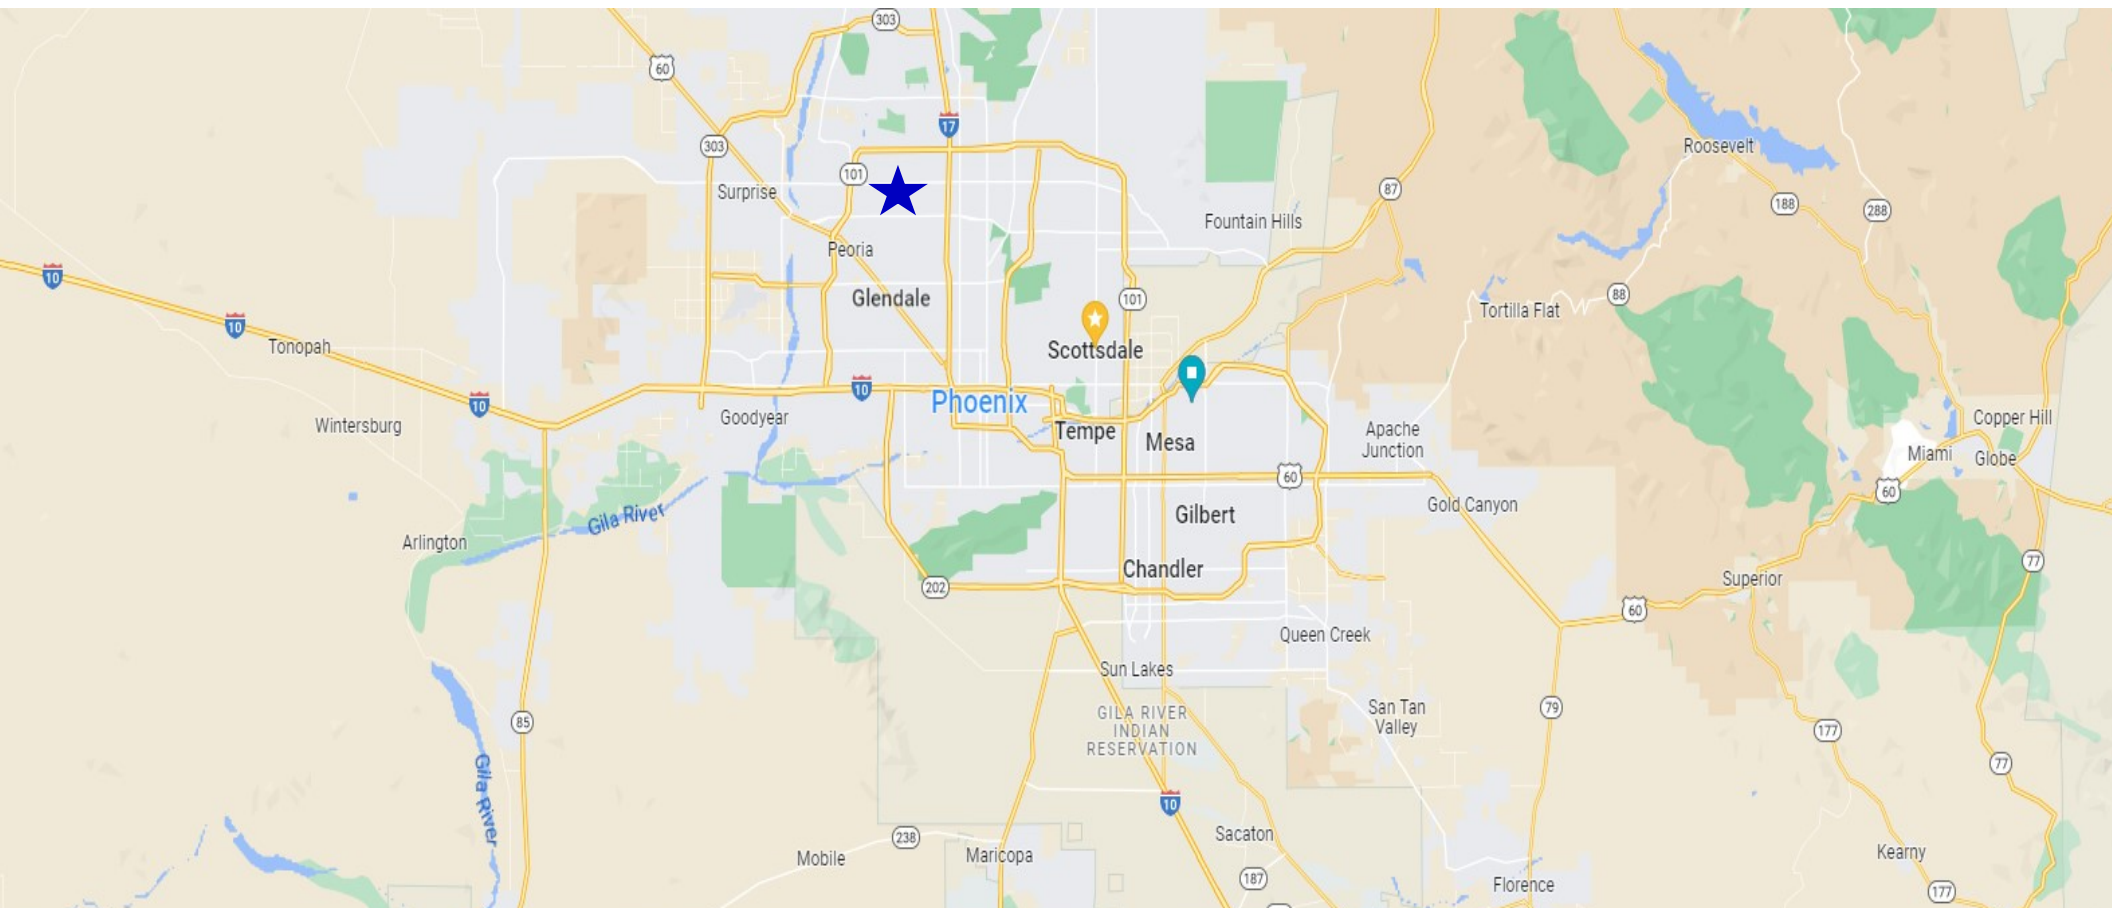 303
60
17
303
Roosevelt
101
Surprise
87
188
288
Fountain Hills
Peoria
10
Glendale
101
88
Tortilla Flat
10
Tonopah
Scottsdale
10
10
Phoenix
Goodyear
Wintersburg
Tempe
Mesa
Apache
Junction
Copper Hill
Miami
Globe
60
60
Gold Canyon
Gila River
Gilbert
Arlington
Chandler
77
202
Superior
60
Queen Creek
Sun Lakes
GILA RIVER
INDIAN
RESERVATION
San Tan
Valley
79
85
177
77
Gila River
10
Sacaton
238
Mobile
Maricopa
Kearny
187
Florence
177